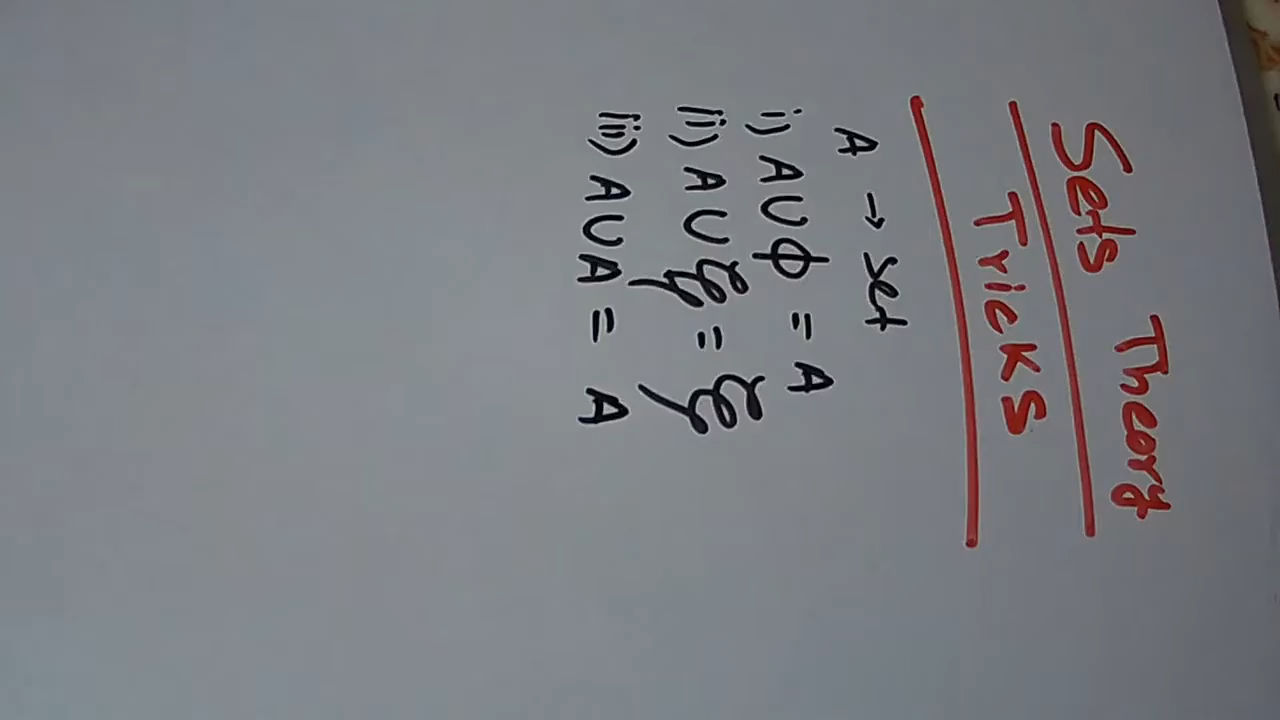 Sets Theory
Tricks
A → set
i) A ∪ ϕ = A
ii) A ∪ ξ = ξ
iii) A ∪ A = A